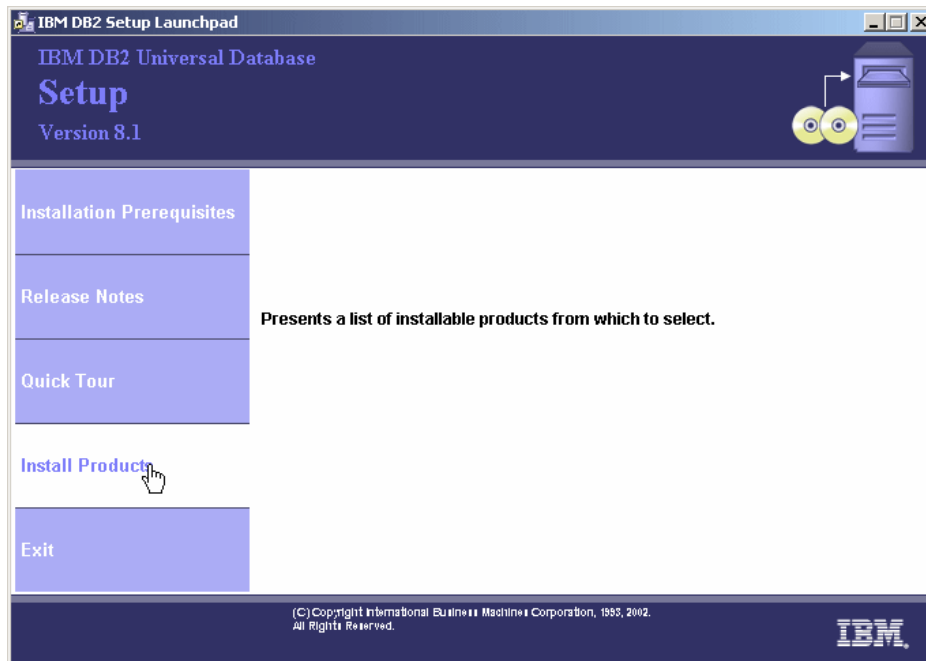 IBM DB2 Setup Launchpad
IBM DB2 Universal Database
Setup
Version 8.1
Installation Prerequisites
Release Notes
Presents a list of installable products from which to select.
Quick Tour
Install Products
Exit
(C) Copyright International Business Machines Corporation, 1993, 2002.
All Rights Reserved.
IBM.